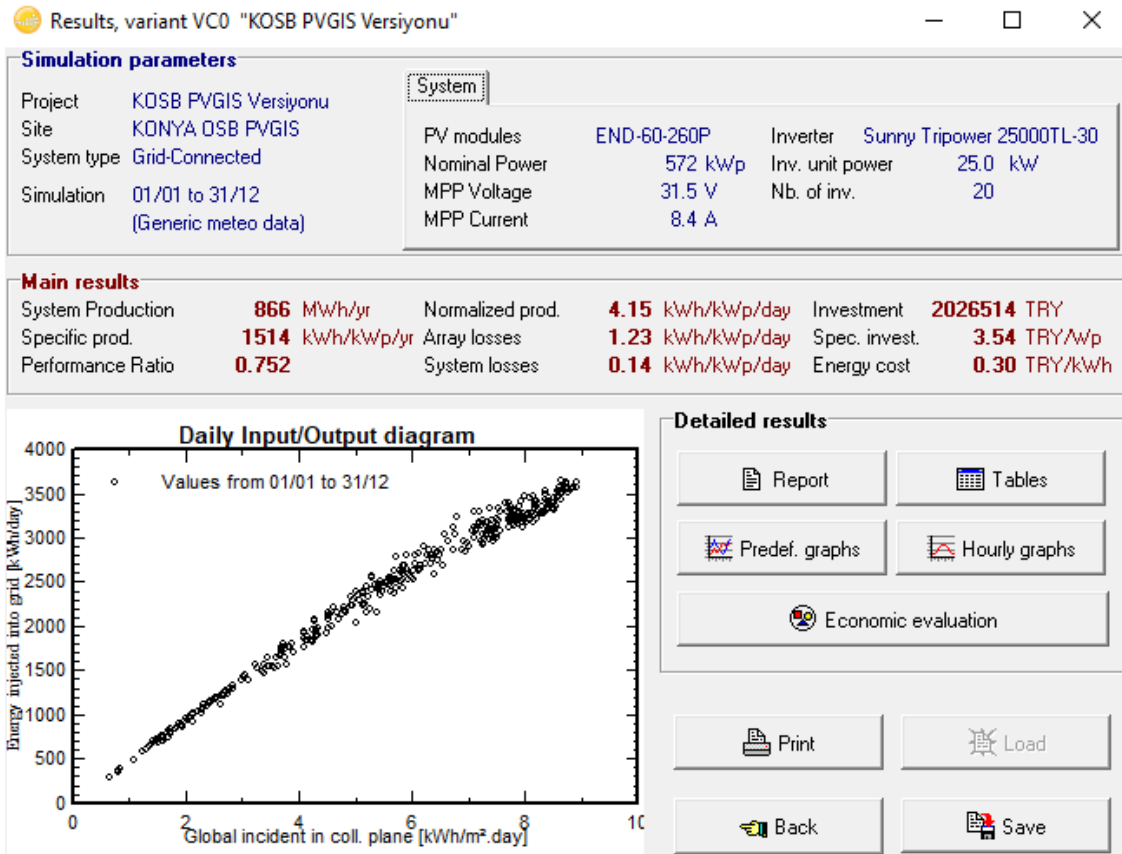 Results, variant VC0 "KOSB PVGIS Versiyonu"
Simulation parameters
Project KOSB PVGIS Versiyonu
Site KONYA OSB PVGIS
System type Grid-Connected
Simulation 01/01 to 31/12
(Generic meteo data)
System
PV modules END-60-260P Inverter Sunny Tripower 25000TL-30
Nominal Power 572 kWp Inv. unit power 25.0 kW
MPP Voltage 31.5 V Nb. of inv. 20
MPP Current 8.4 A
Main results
System Production 866 MWh/yr Normalized prod. 4.15 kWh/kWp/day Investment 2026514 TRY
Specific prod. 1514 kWh/kWp/yr Array losses 1.23 kWh/kWp/day Spec. invest. 3.54 TRY/Wp
Performance Ratio 0.752 System losses 0.14 kWh/kWp/day Energy cost 0.30 TRY/kWh
Daily Input/Output diagram
Values from 01/01 to 31/12
Energy injected into grid [kWh/day]
4000
3500
3000
2500
2000
1500
1000
500
0
0 2 4 6 8 10
Global incident in coll. plane [kWh/m².day]
Detailed results
Report Tables
Predef. graphs Hourly graphs
Economic evaluation
Print Load
Back Save